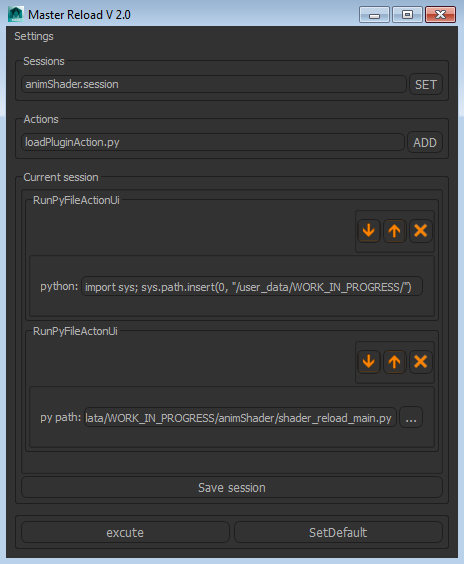 Master Reload V 2.0
Settings
Sessions
animShader.session
SET
Actions
loadPluginAction.py
ADD
Current session
RunPyFileActionUi
python: import sys; sys.path.insert(0, "/user_data/WORK_IN_PROGRESS/")
RunPyFileActonUi
py path: lata/WORK_IN_PROGRESS/animShader/shader_reload_main.py ...
Save session
excute
SetDefault